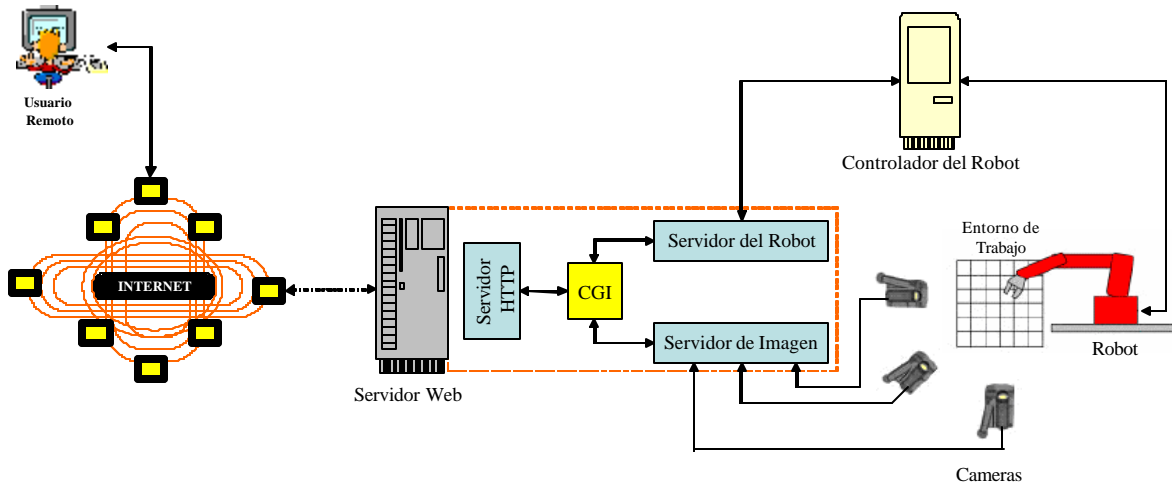 Usuario
Remoto
INTERNET
Servidor Web
Servidor
HTTP
CGI
Servidor del Robot
Servidor de Imagen
Controlador del Robot
Entorno de
Trabajo
Robot
Cameras